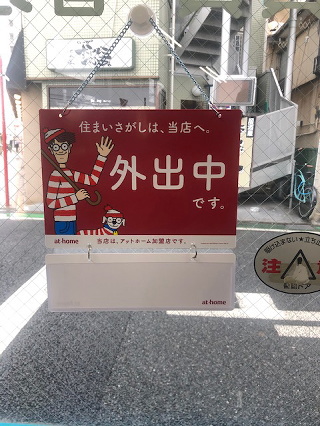 住まいさがしは、当店へ。
外出中
です。
at home
当店は、アットホーム加盟店です。
at home
注